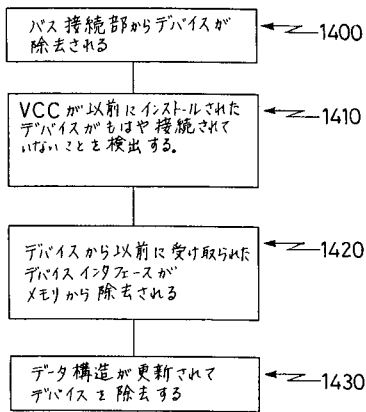 バス接続部からデバイスが
除去される
1400
VCCが以前にインストールされた
デバイスがもはや接続されて
いないことを検出する。
1410
デバイスから以前に受け取られた
デバイスインタフェースが
メモリから除去される
1420
データ構造が更新されて
デバイスを除去する
1430